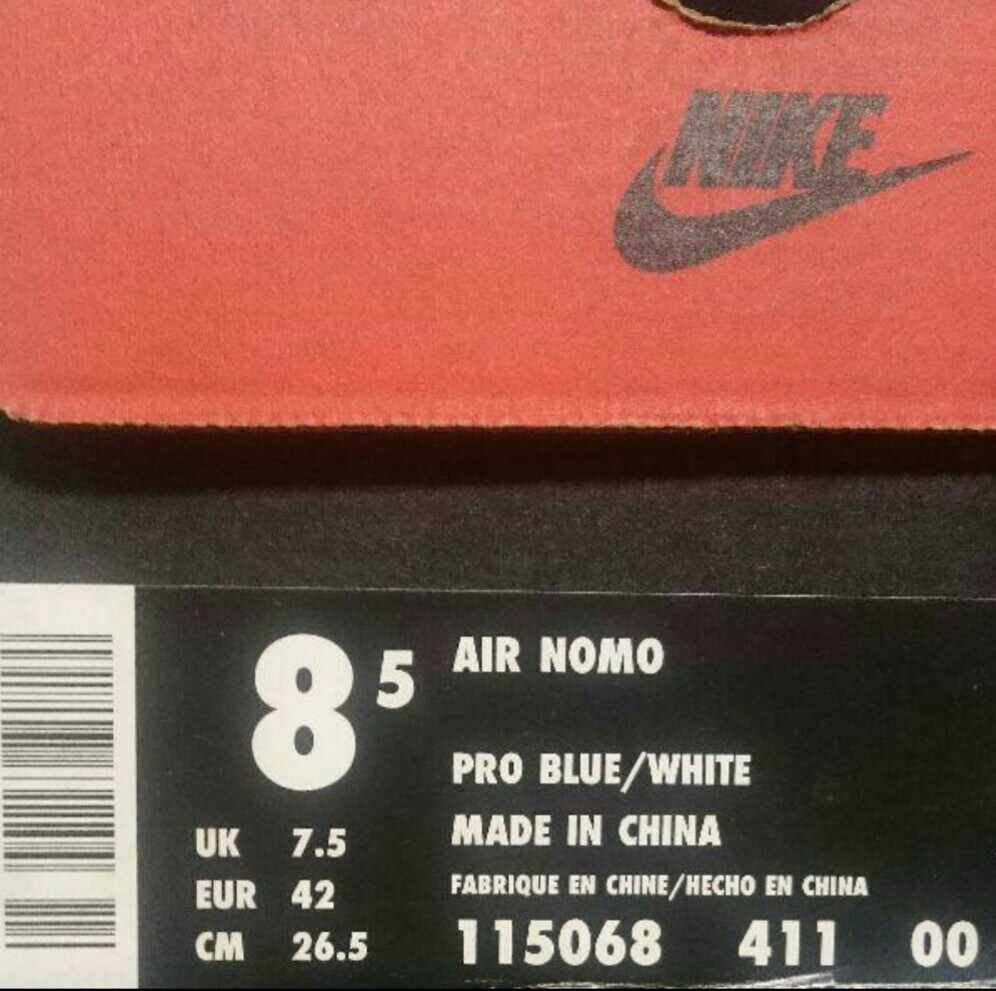 NIKE
8 5
AIR NOMO
PRO BLUE/WHITE
UK 7.5
MADE IN CHINA
EUR 42
FABRIQUE EN CHINE/HECHO EN CHINA
CM 26.5
115068 411 00